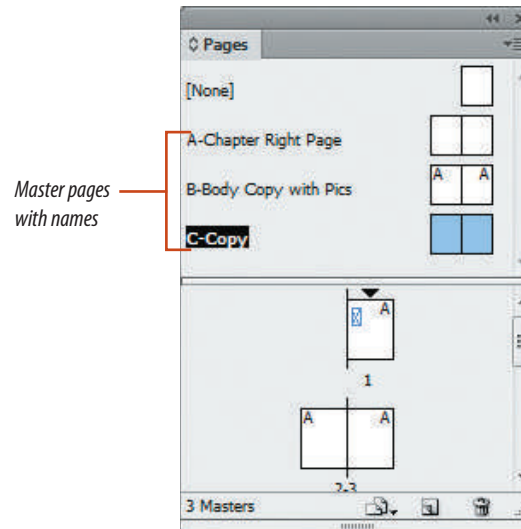 Pages
[None]
A-Chapter Right Page
Master pages
with names
B-Body Copy with Pics
A A
C-Copy
A
1
A A
2-3
3 Masters